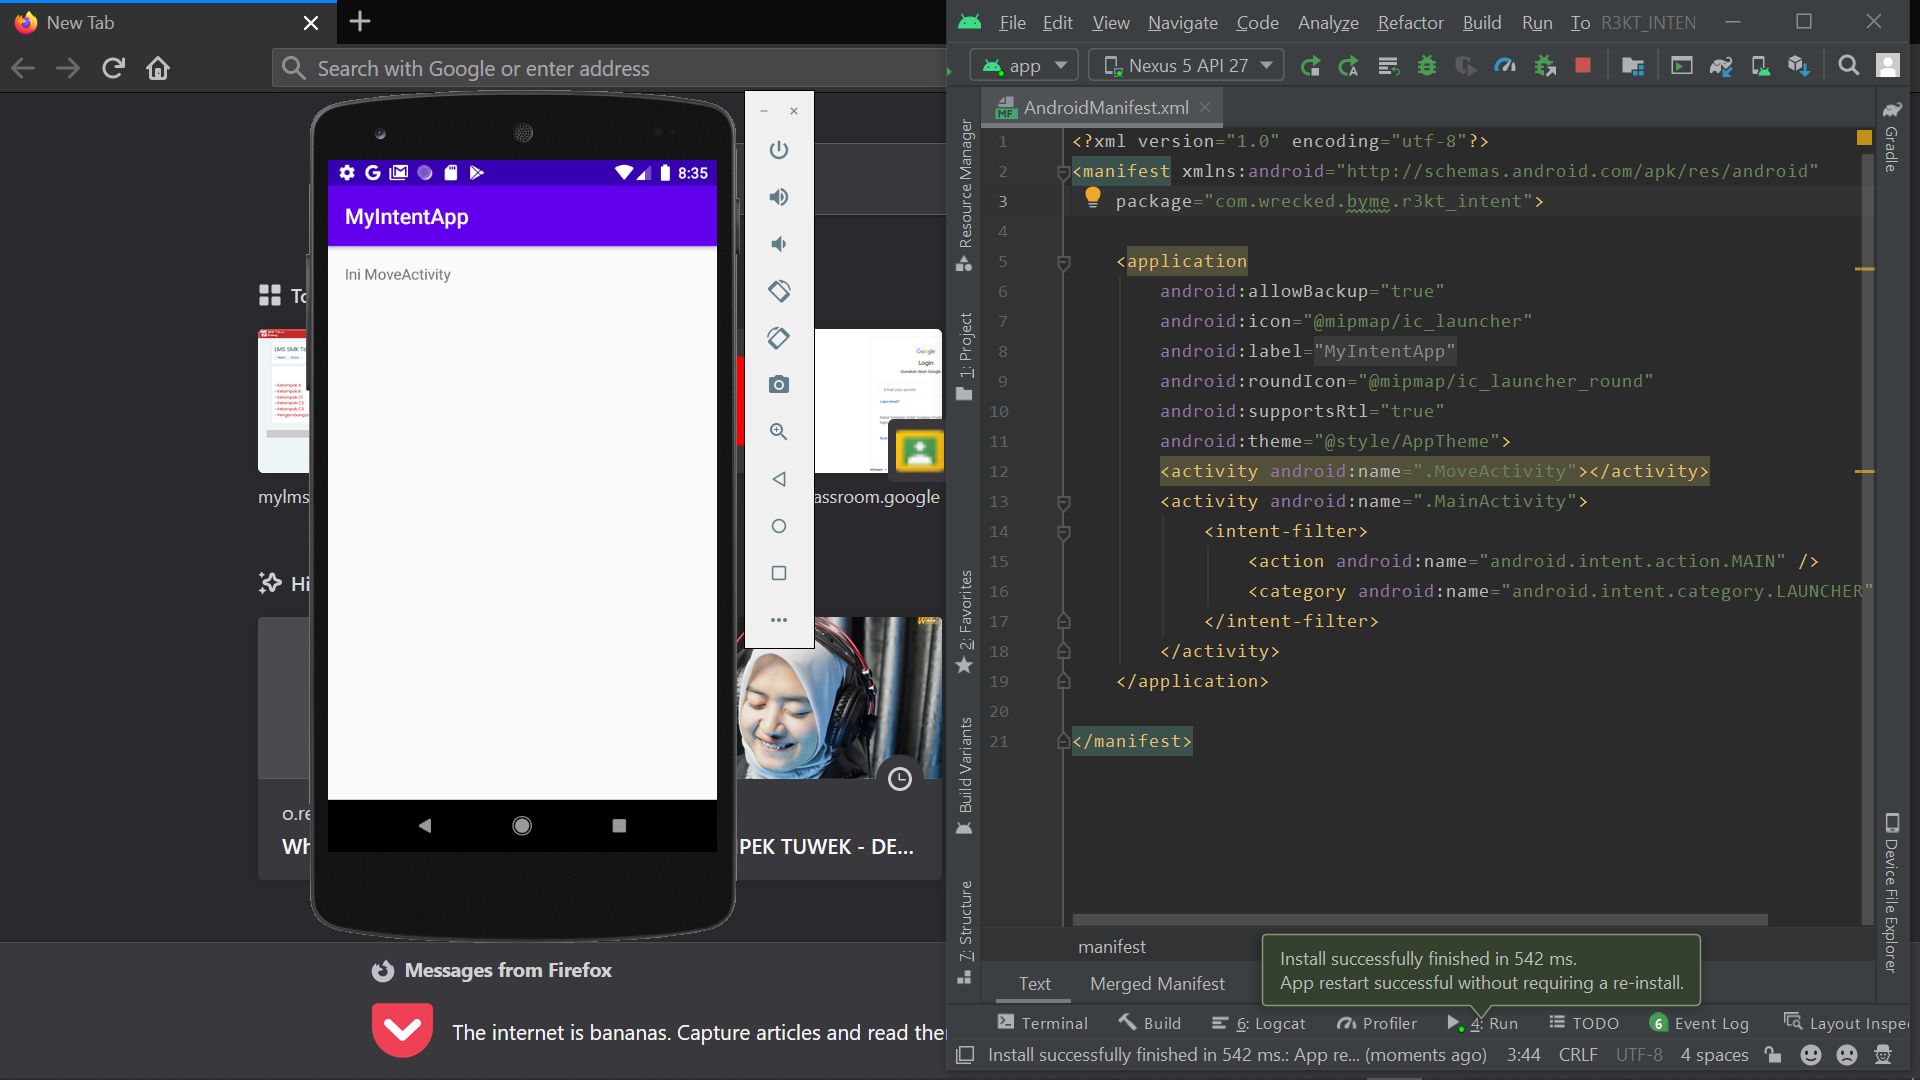 New Tab
Search with Google or enter address
8:35
MyIntentApp
Ini MoveActivity
LMS SMK
mylms
Google
Login
assroom.google
PEK TUWEK - DE...
Messages from Firefox
The internet is bananas. Capture articles and read
File Edit View Navigate Code Analyze Refactor Build Run To R3KT_INTEN
app Nexus 5 API 27
AndroidManifest.xml
1 <?xml version="1.0" encoding="utf-8"?>
2 <manifest xmlns:android="http://schemas.android.com/apk/res/android"
3 package="com.wrecked.byme.r3kt_intent">
4
5 <application
6 android:allowBackup="true"
7 android:icon="@mipmap/ic_launcher"
8 android:label="MyIntentApp"
9 android:roundIcon="@mipmap/ic_launcher_round"
10 android:supportsRtl="true"
11 android:theme="@style/AppTheme">
12 <activity android:name=".MoveActivity"></activity>
13 <activity android:name=".MainActivity">
14 <intent-filter>
15 <action android:name="android.intent.action.MAIN" />
16 <category android:name="android.intent.category.LAUNCHER"
17 </intent-filter>
18 </activity>
19 </application>
20
21 </manifest>
Resource Manager
1: Project
2: Favorites
Build Variants
7: Structure
Gradle
Device File Explorer
manifest
Text Merged Manifest
Install successfully finished in 542 ms.
App restart successful without requiring a re-install.
Terminal Build 6: Logcat Profiler 4: Run TODO 6 Event Log Layout Inspe
Install successfully finished in 542 ms.: App re... (moments ago) 3:44 CRLF UTF-8 4 spaces